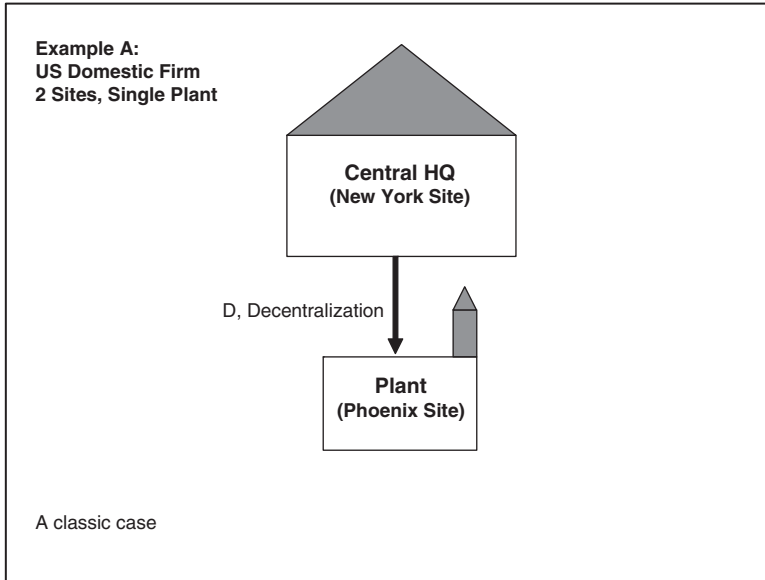 Example A:
US Domestic Firm
2 Sites, Single Plant
Central HQ
(New York Site)
D, Decentralization
Plant
(Phoenix Site)
A classic case